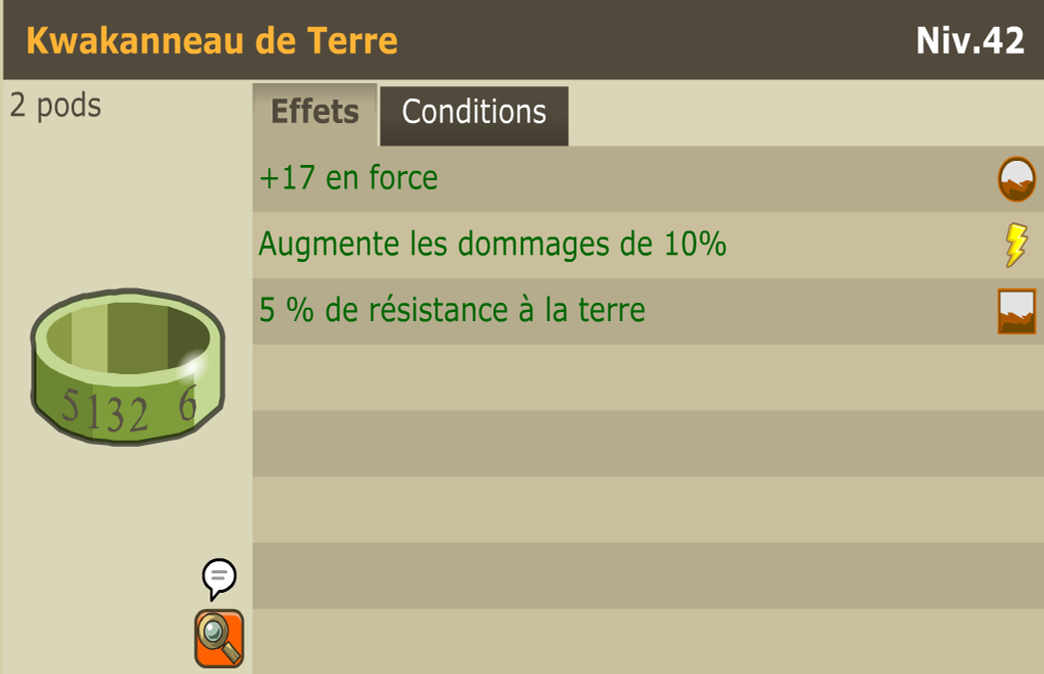 Kwakanneau de Terre
Niv.42
2 pods
Effets
Conditions
+17 en force
Augmente les dommages de 10%
5 % de résistance à la terre
5132 6